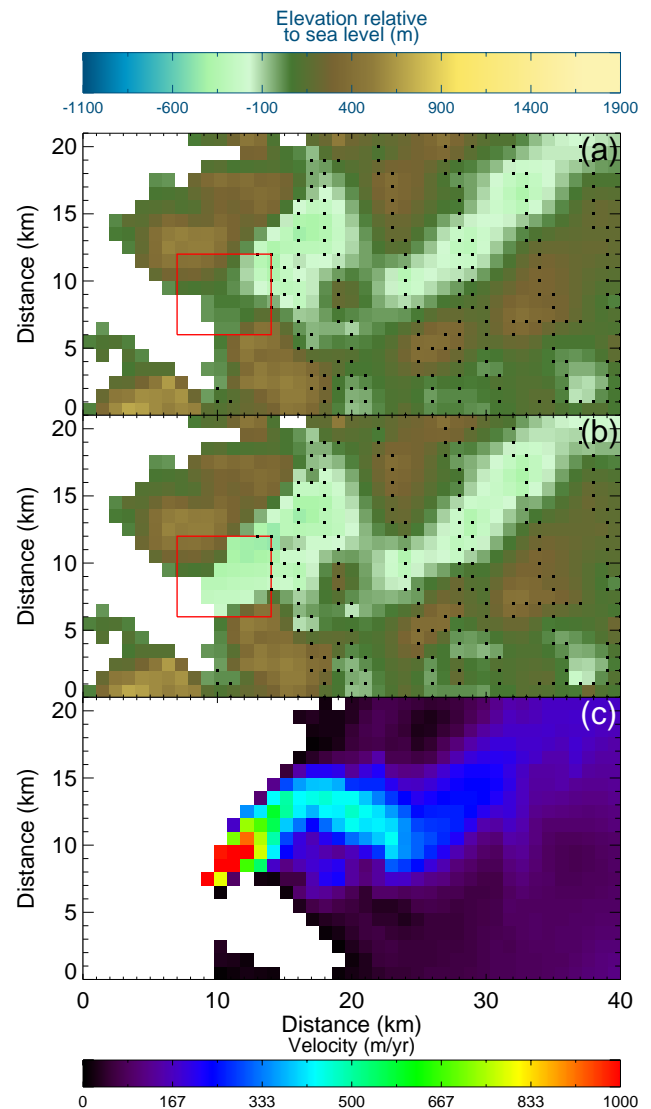 Elevation relative
to sea level (m)
-1100 -600 -100 400 900 1400 1900
(a)
20
15
10
5
0
Distance (km)
(b)
20
15
10
5
0
Distance (km)
(c)
20
15
10
5
0
Distance (km)
0 10 20 30 40
Distance (km)
Velocity (m/yr)
0 167 333 500 667 833 1000